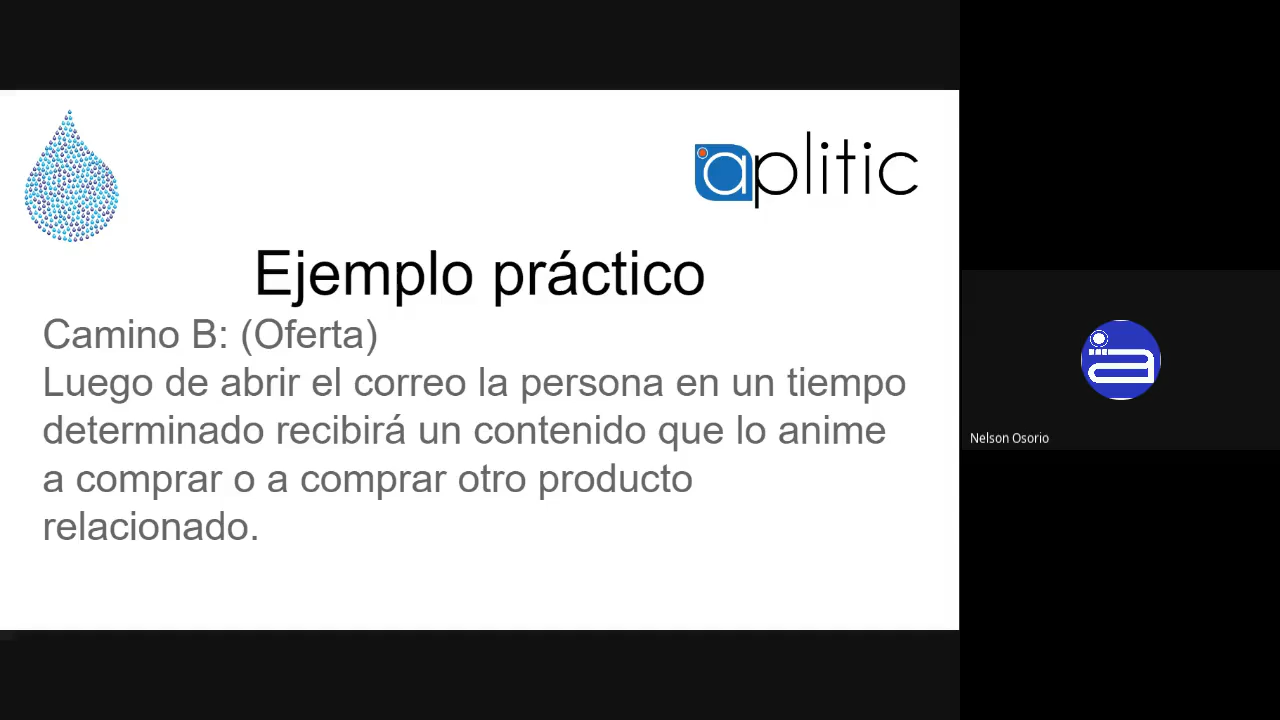 aplitic
Ejemplo práctico
Camino B: (Oferta)
Luego de abrir el correo la persona en un tiempo
determinado recibirá un contenido que lo anime
a comprar o a comprar otro producto
relacionado.
Nelson Osorio